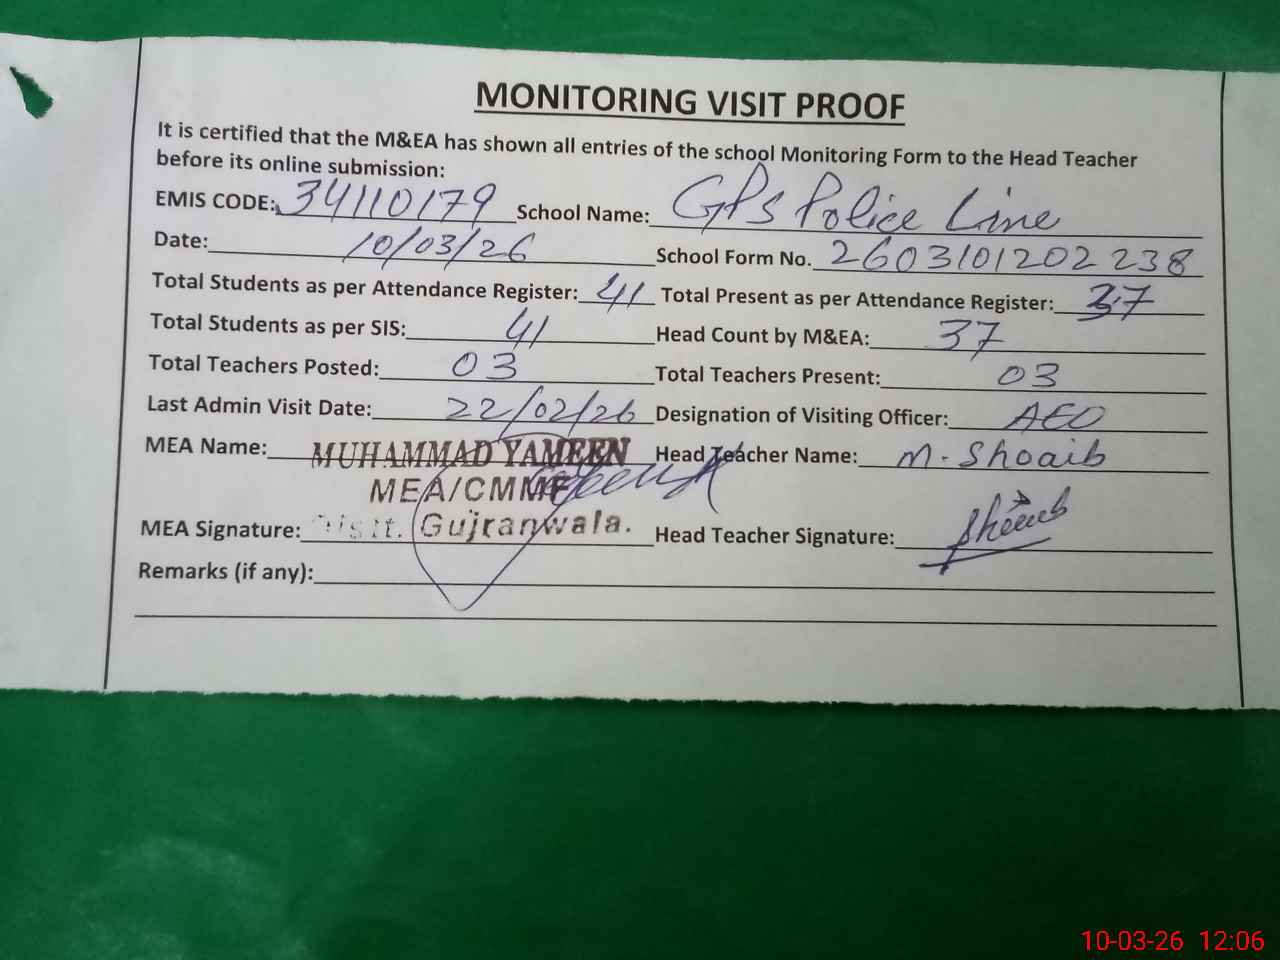 MONITORING VISIT PROOF
It is certified that the M&EA has shown all entries of the school Monitoring Form to the Head Teacher
before its online submission:
EMIS CODE: 34110179 School Name: GPS Police Line
Date: 10/03/26 School Form No. 2603101202238
Total Students as per Attendance Register: 41 Total Present as per Attendance Register: 37
Total Students as per SIS: 41 Head Count by M&EA: 37
Total Teachers Posted: 03 Total Teachers Present: 03
Last Admin Visit Date: 22/02/26 Designation of Visiting Officer: AEO
MEA Name: MUHAMMAD YAMEEN Head Teacher Name: M. Shoaib
MEA/CMMF
MEA Signature: Distt. Gujranwala. Head Teacher Signature: Shoaib
Remarks (if any):
10-03-26 12:06